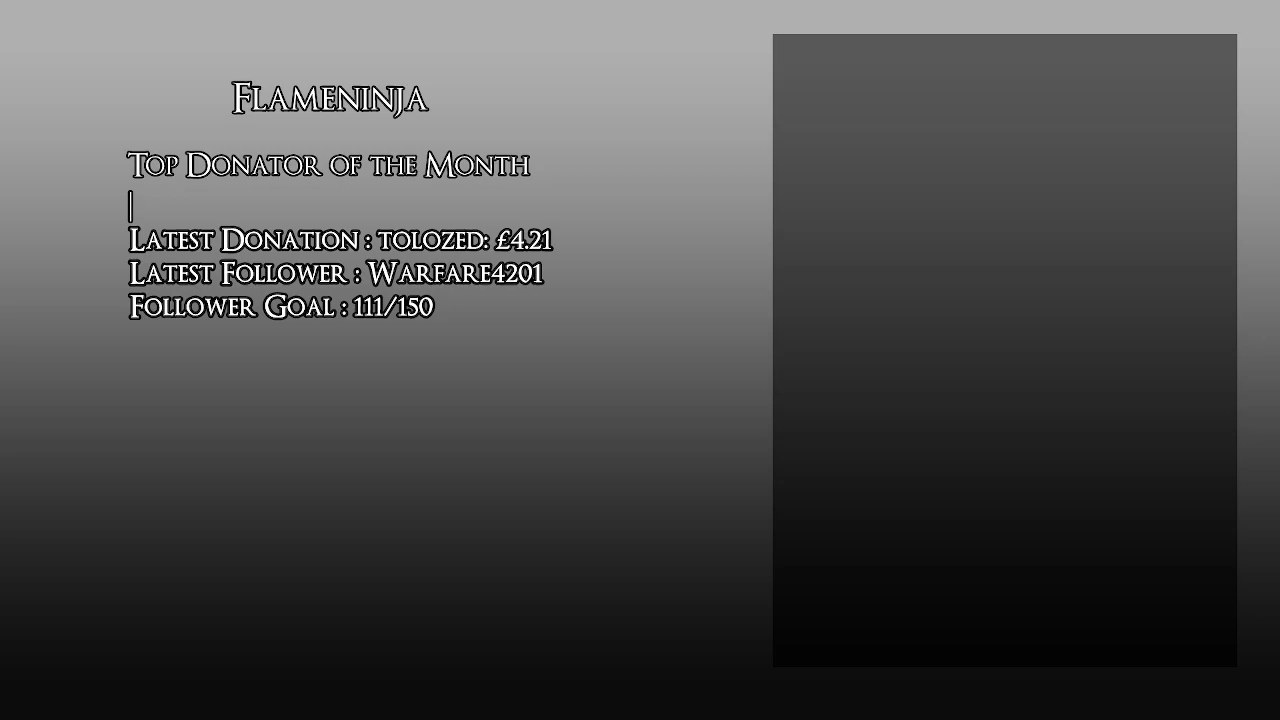 Flameninja
Top Donator of the Month
|
Latest Donation : tolozed: £4.21
Latest Follower : Warfare4201
Follower Goal : 111/150